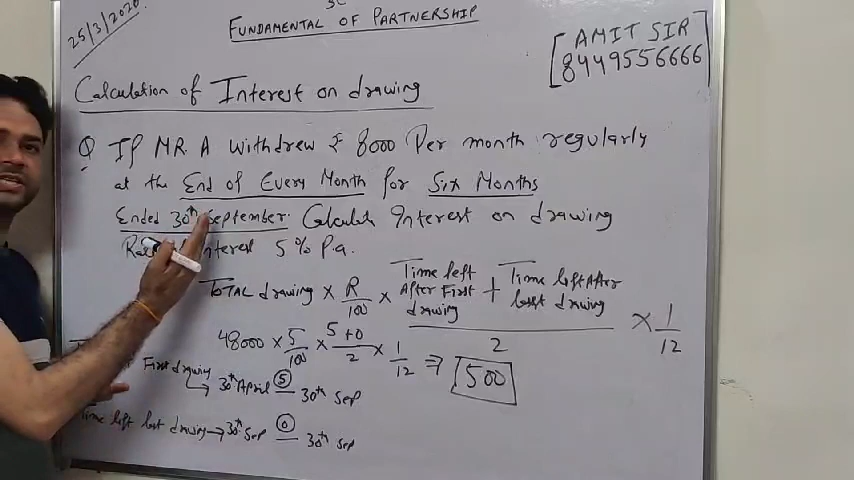 25/3/2020
FUNDAMENTAL OF PARTNERSHIP
[AMIT SIR
8449556666]
Calculation of Interest on drawing
Q If MR. A withdrew ₹ 8000 Per month regularly
at the End of Every Month for Six Months
Ended 30th September. Calculate Interest on drawing
Interest 5% P.a.
TOTAL drawing × R/100 × (Time left After First drawing + Time left After last drawing)/2 × 1/12
48000 × 5/100 × (5+0)/2 × 1/12 ⇒ 500
First drawing → 30th April (5) — 30th Sep
Time left last drawing → 30th Sep (0) — 30th Sep